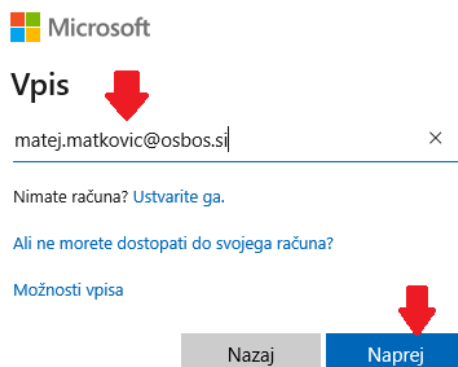 Microsoft
Vpis
matej.matkovic@osbos.si
Nimate računa? Ustvarite ga.
Ali ne morete dostopati do svojega računa?
Možnosti vpisa
Nazaj Naprej